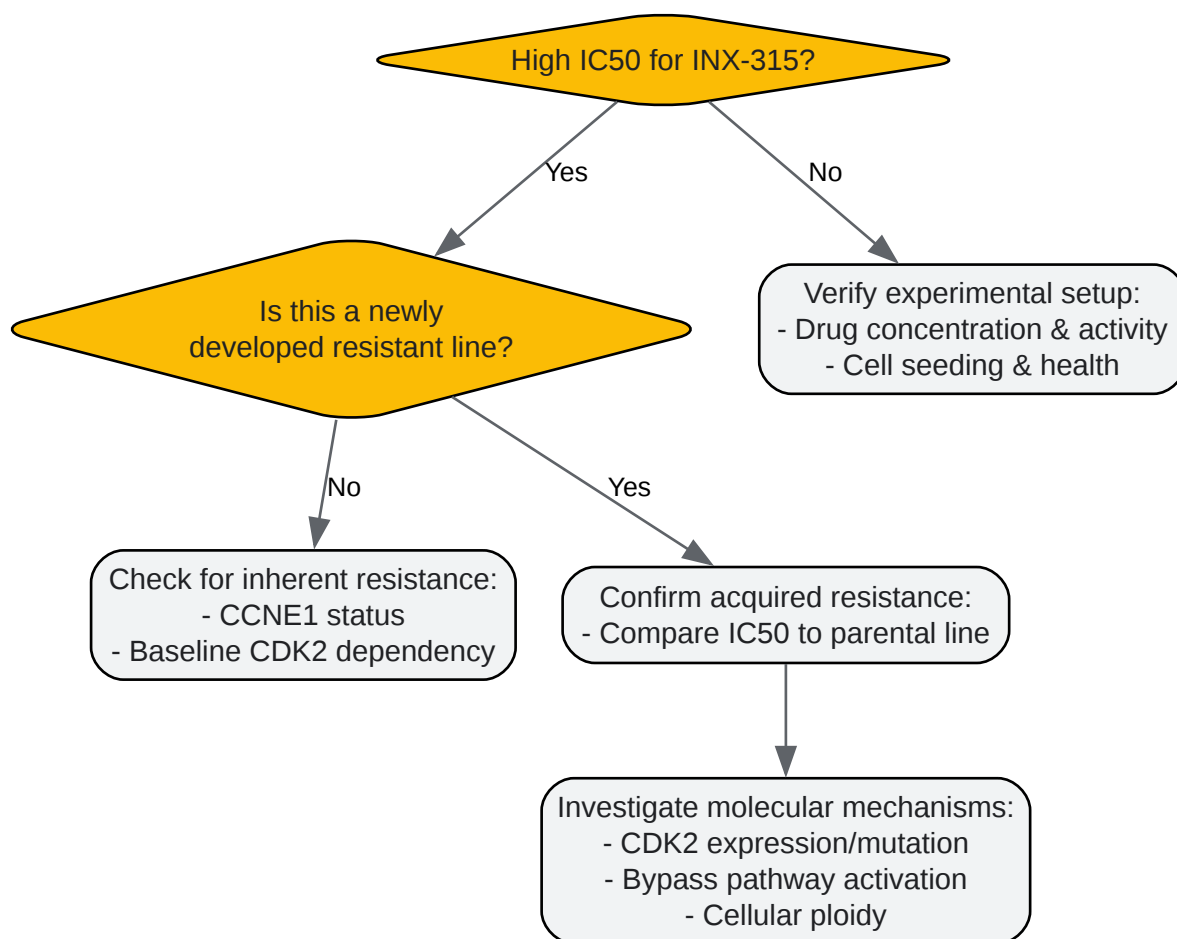 High IC50 for INX-315?
Yes
No
Is this a newly
developed resistant line?
Verify experimental setup:
- Drug concentration & activity
- Cell seeding & health
No
Yes
Check for inherent resistance:
- CCNE1 status
- Baseline CDK2 dependency
Confirm acquired resistance:
- Compare IC50 to parental line
Investigate molecular mechanisms:
- CDK2 expression/mutation
- Bypass pathway activation
- Cellular ploidy